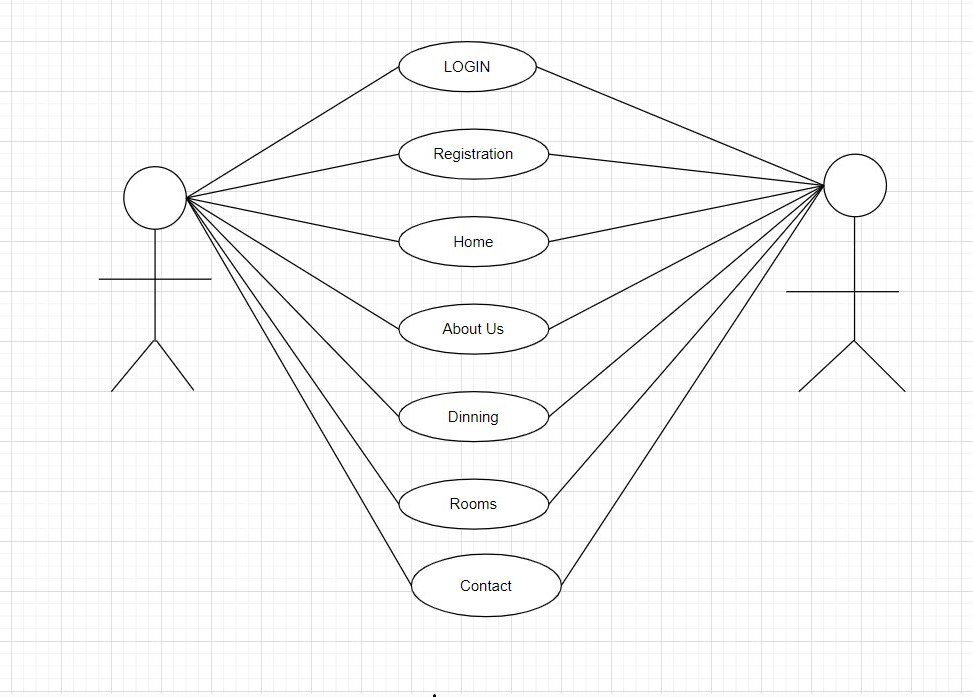 LOGIN
Registration
Home
About Us
Dinning
Rooms
Contact